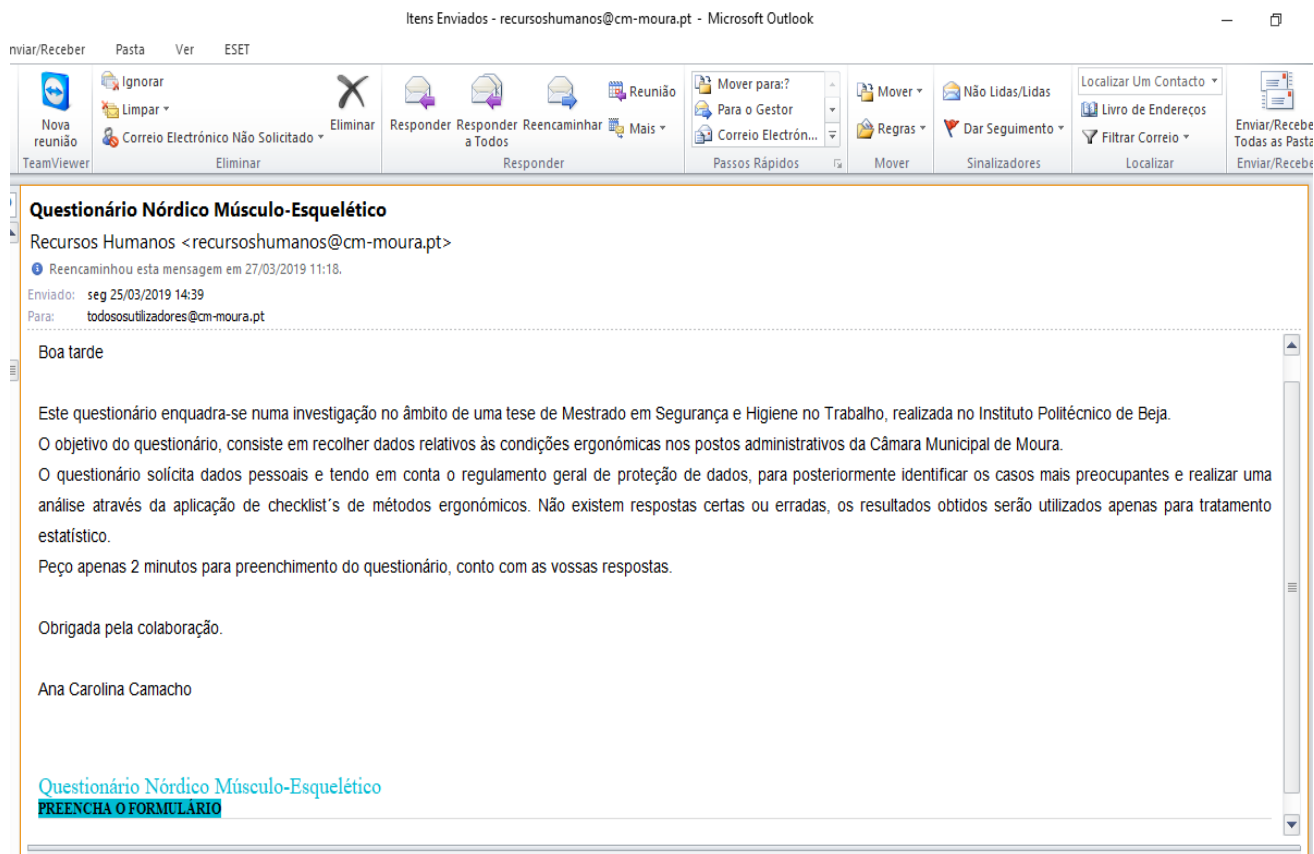 Itens Enviados - recursoshumanos@cm-moura.pt - Microsoft Outlook
nviar/Receber Pasta Ver ESET
Nova reunião
TeamViewer
Ignorar
Limpar
Correio Electrónico Não Solicitado
Eliminar
Eliminar
Responder
Responder a Todos
Reencaminhar
Reunião
Mais
Responder
Mover para:?
Para o Gestor
Correio Electrón...
Passos Rápidos
Mover
Regras
Mover
Não Lidas/Lidas
Dar Seguimento
Sinalizadores
Localizar Um Contacto
Livro de Endereços
Filtrar Correio
Localizar
Enviar/Recebe
Todas as Pasta
Enviar/Recebe
Questionário Nórdico Músculo-Esquelético
Recursos Humanos <recursoshumanos@cm-moura.pt>
Reencaminhou esta mensagem em 27/03/2019 11:18.
Enviado: seg 25/03/2019 14:39
Para: todososutilizadores@cm-moura.pt
Boa tarde
Este questionário enquadra-se numa investigação no âmbito de uma tese de Mestrado em Segurança e Higiene no Trabalho, realizada no Instituto Politécnico de Beja.
O objetivo do questionário, consiste em recolher dados relativos às condições ergonómicas nos postos administrativos da Câmara Municipal de Moura.
O questionário solícita dados pessoais e tendo em conta o regulamento geral de proteção de dados, para posteriormente identificar os casos mais preocupantes e realizar uma
análise através da aplicação de checklist´s de métodos ergonómicos. Não existem respostas certas ou erradas, os resultados obtidos serão utilizados apenas para tratamento
estatístico.
Peço apenas 2 minutos para preenchimento do questionário, conto com as vossas respostas.
Obrigada pela colaboração.
Ana Carolina Camacho
Questionário Nórdico Músculo-Esquelético
PREENCHA O FORMULÁRIO